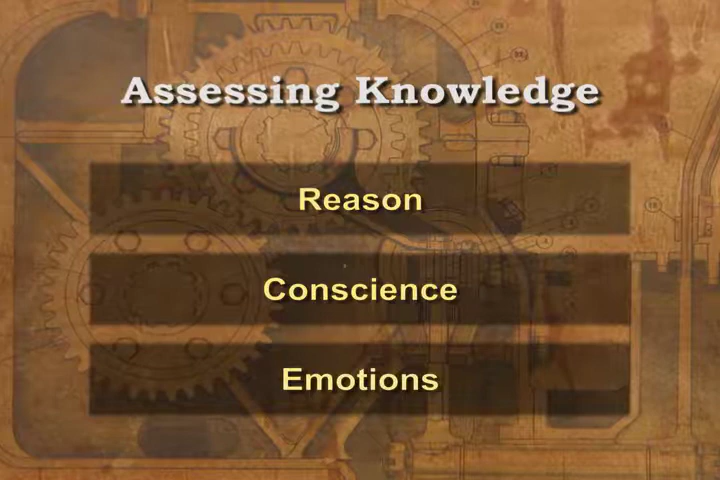 Assessing Knowledge
Reason
Conscience
Emotions